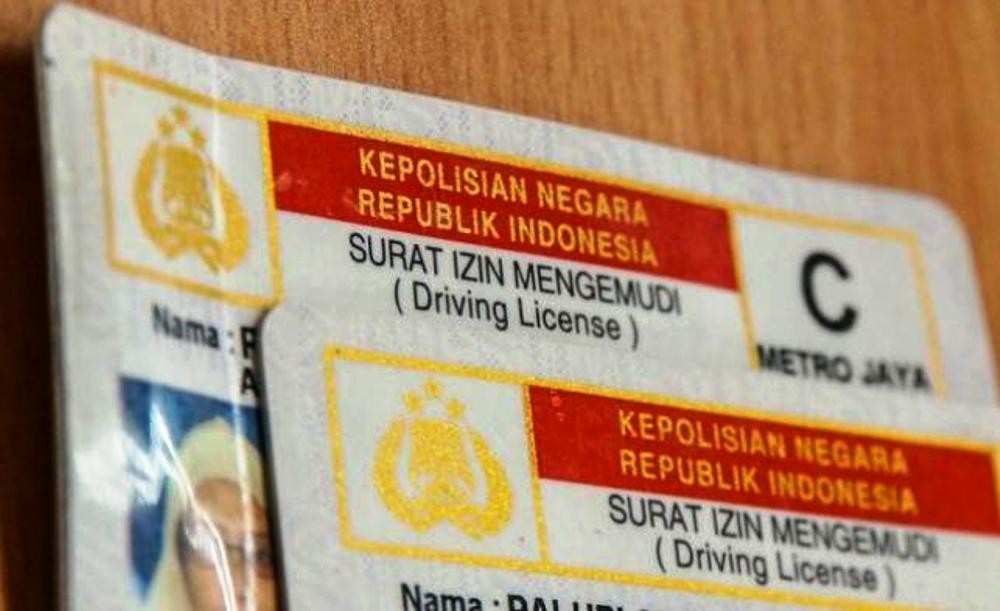 KEPOLISIAN NEGARA
REPUBLIK INDONESIA
SURAT IZIN MENGEMUDI
( Driving License )
C
METRO JAYA
Nama :
KEPOLISIAN NEGARA
REPUBLIK INDONESIA
SURAT IZIN MENGEMUDI
( Driving License )
Nama :